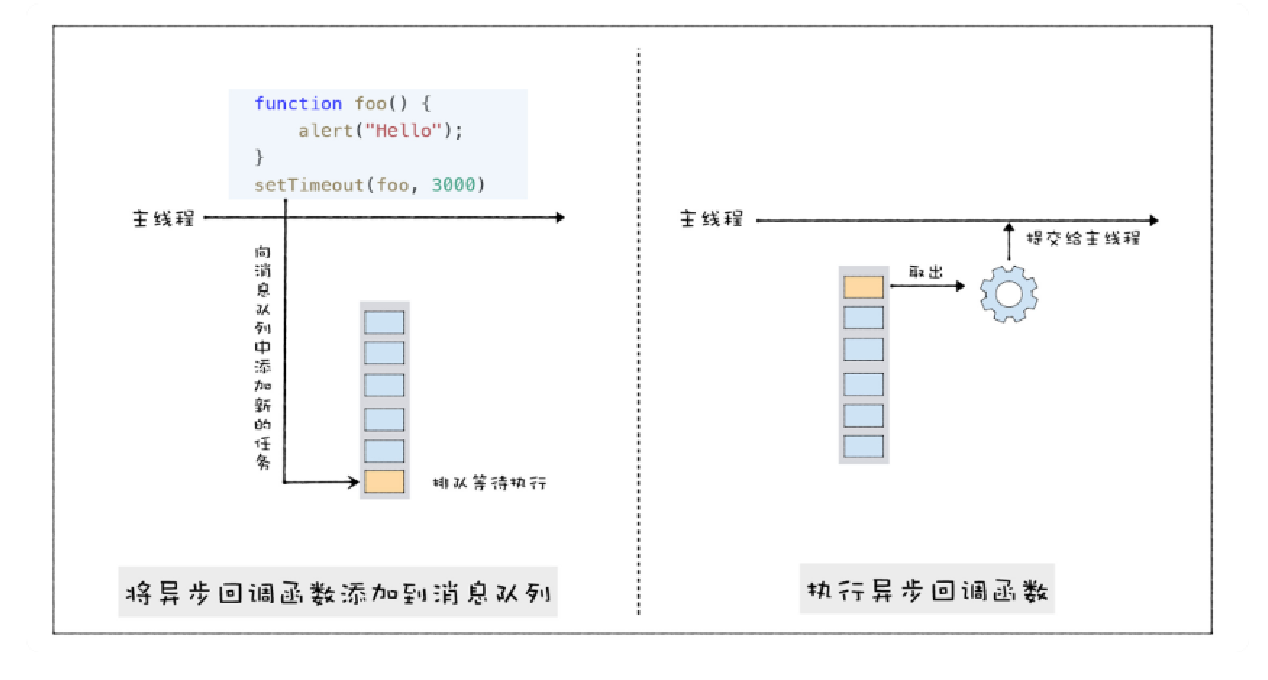 function foo() {
alert("Hello");
}
setTimeout(foo, 3000)
主线程
向消息队列中添加新的任务
排队等待执行
将异步回调函数添加到消息队列
主线程
提交给主线程
取出
执行异步回调函数